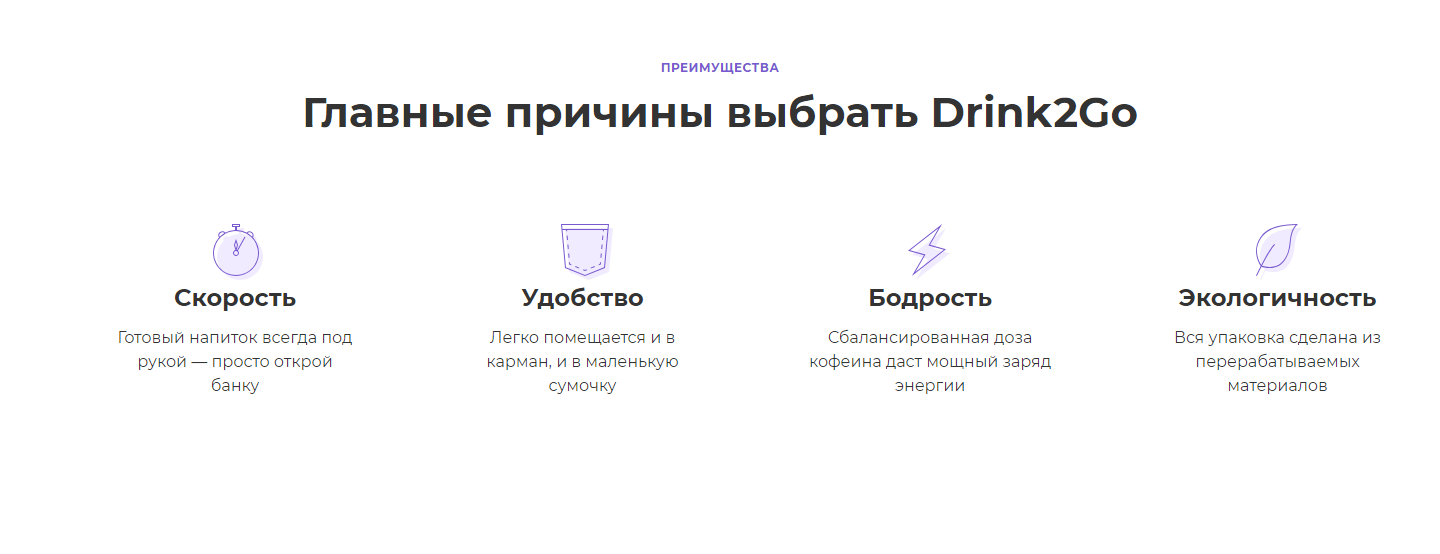 ПРЕИМУЩЕСТВА
Главные причины выбрать Drink2Go
Скорость
Готовый напиток всегда под
рукой — просто открой
банку
Удобство
Легко помещается и в
карман, и в маленькую
сумочку
Бодрость
Сбалансированная доза
кофеина даст мощный заряд
энергии
Экологичность
Вся упаковка сделана из
перерабатываемых
материалов